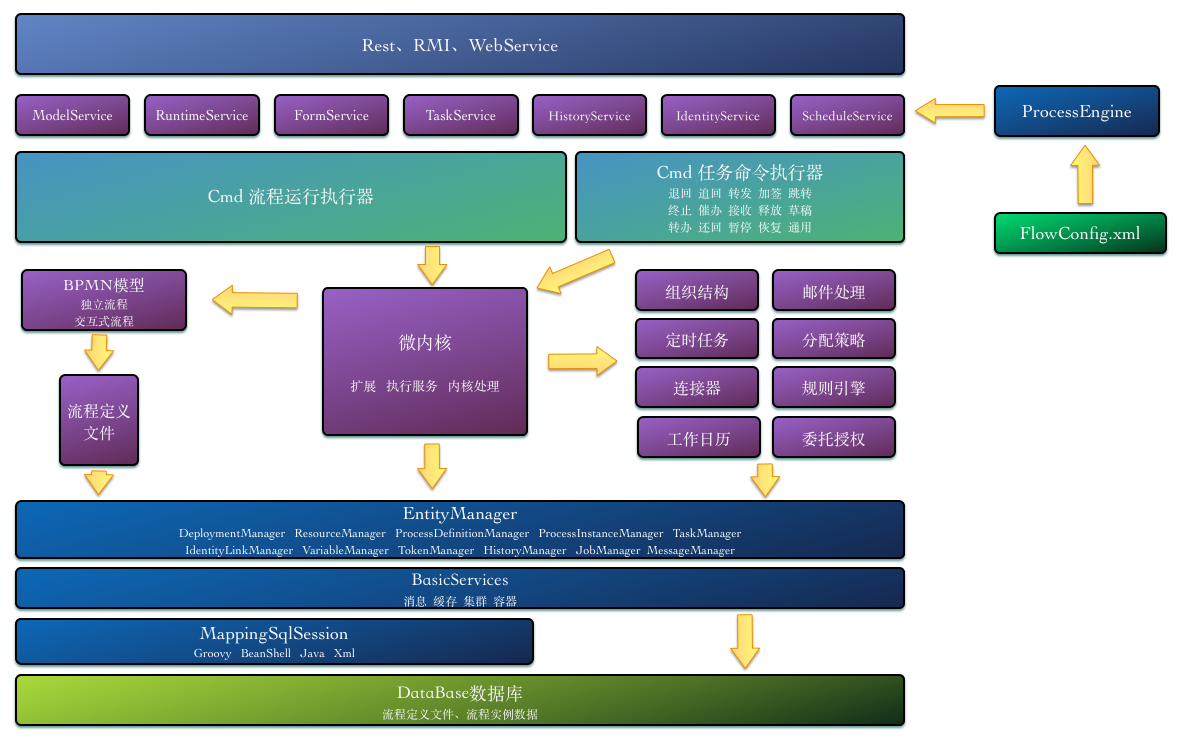 Rest、RMI、WebService
ModelService
RuntimeService
FormService
TaskService
HistoryService
IdentityService
ScheduleService
ProcessEngine
Cmd 流程运行执行器
Cmd 任务命令执行器
退回 追回 转发 加签 跳转
终止 催办 接收 释放 草稿
转办 还回 暂停 恢复 通用
FlowConfig.xml
BPMN模型
独立流程
交互式流程
微内核
扩展 执行服务 内核处理
组织结构
邮件处理
定时任务
分配策略
连接器
规则引擎
工作日历
委托授权
流程定义
文件
EntityManager
DeploymentManager ResourceManager ProcessDefinitionManager ProcessInstanceManager TaskManager
IdentityLinkManager VariableManager TokenManager HistoryManager JobManager MessageManager
BasicServices
消息 缓存 集群 容器
MappingSqlSession
Groovy BeanShell Java Xml
DataBase数据库
流程定义文件、流程实例数据